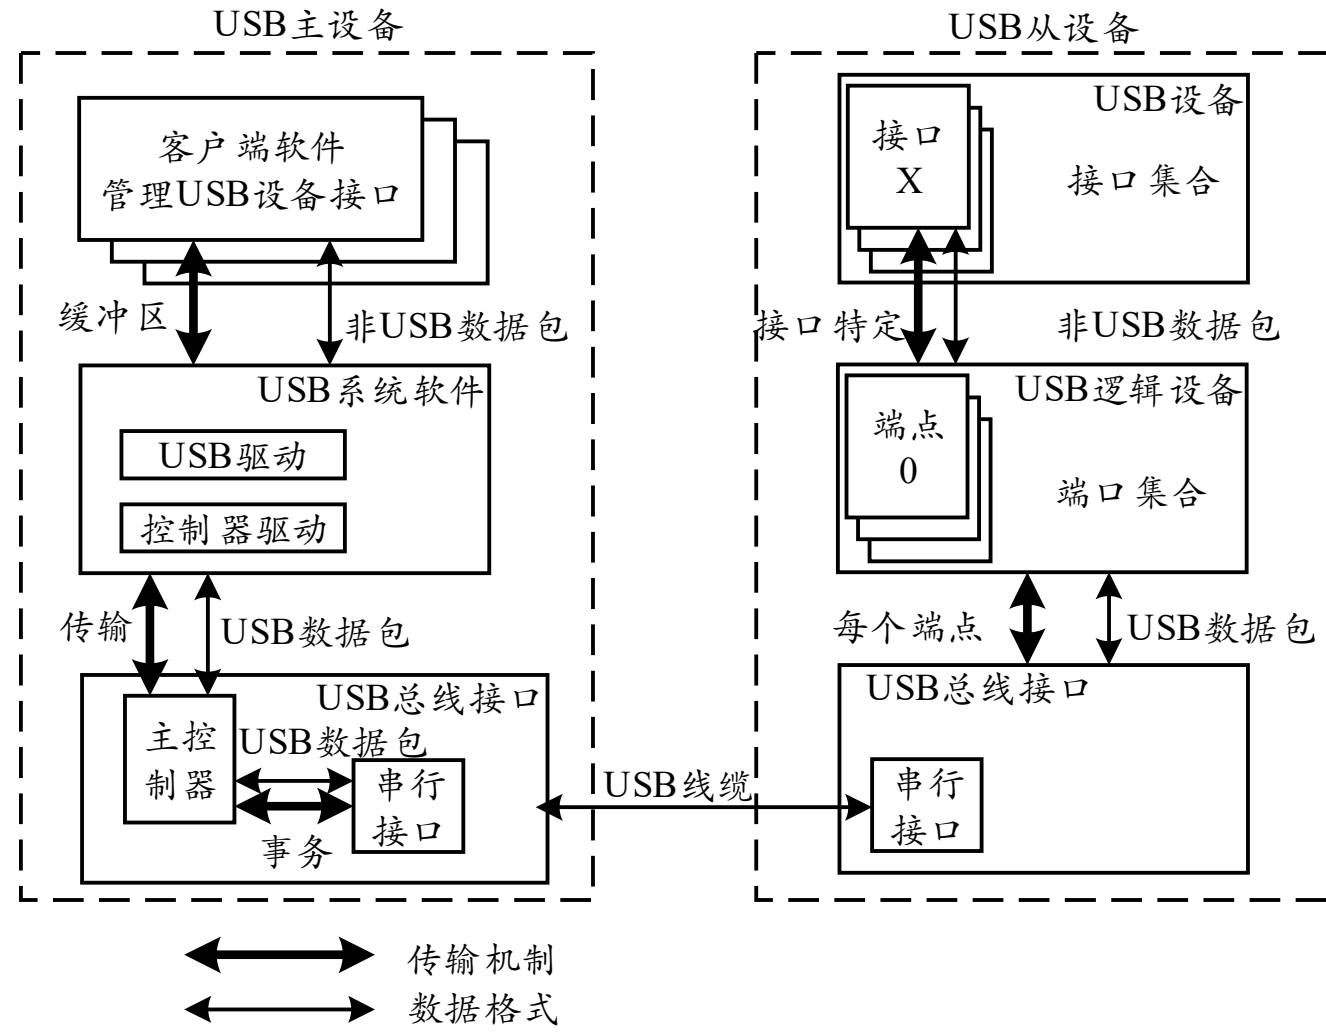 USB主设备
客户端软件
管理USB设备接口
缓冲区
非USB数据包
USB系统软件
USB驱动
控制器驱动
传输
USB数据包
USB总线接口
主控
制器
USB数据包
事务
串行
接口
USB线缆
USB从设备
USB设备
接口
X
接口集合
接口特定
非USB数据包
USB逻辑设备
端点
0
端口集合
每个端点
USB数据包
USB总线接口
串行
接口
传输机制
数据格式